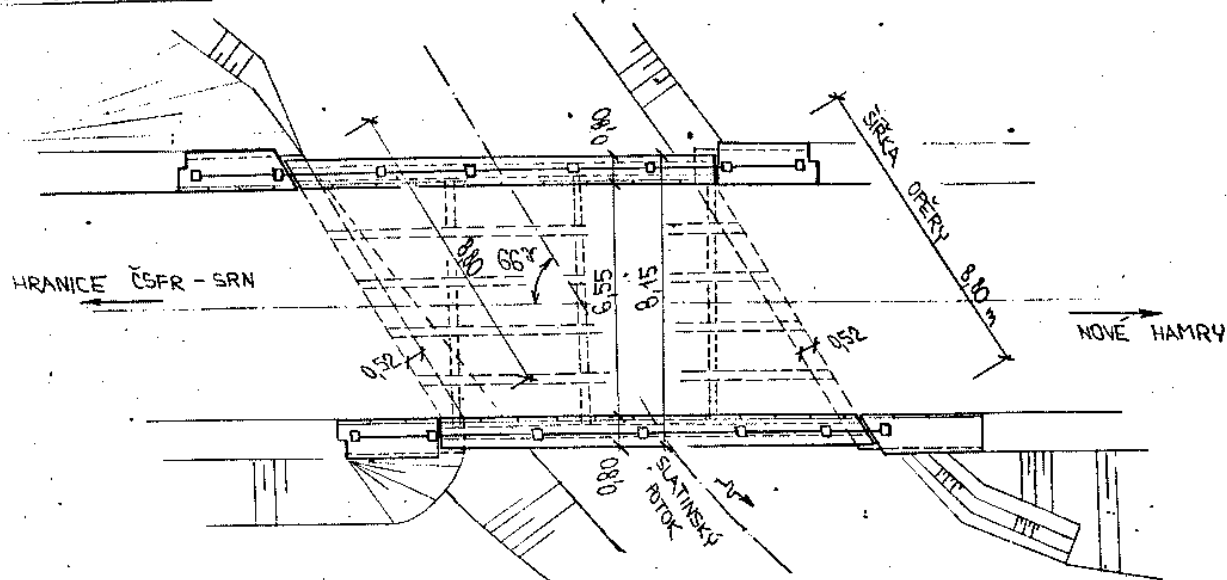 0,80
ŠÍŘKA OPĚRY 8,80
HRANICE ČSFR - SRN
8,80
66
6,55
8,15
NOVÉ HAMRY
0,52
0,52
0,80
SLATINSKÝ
POTOK